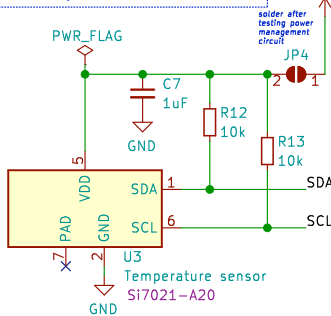 solder after
testing power
management
circuit
PWR_FLAG
JP4
2
1
C7
1uF
R12
10k
GND
R13
10k
5
VDD
SDA
1
SDA
SCL
6
SCL
PAD
GND
7
2
U3
Temperature sensor
Si7021-A20
GND